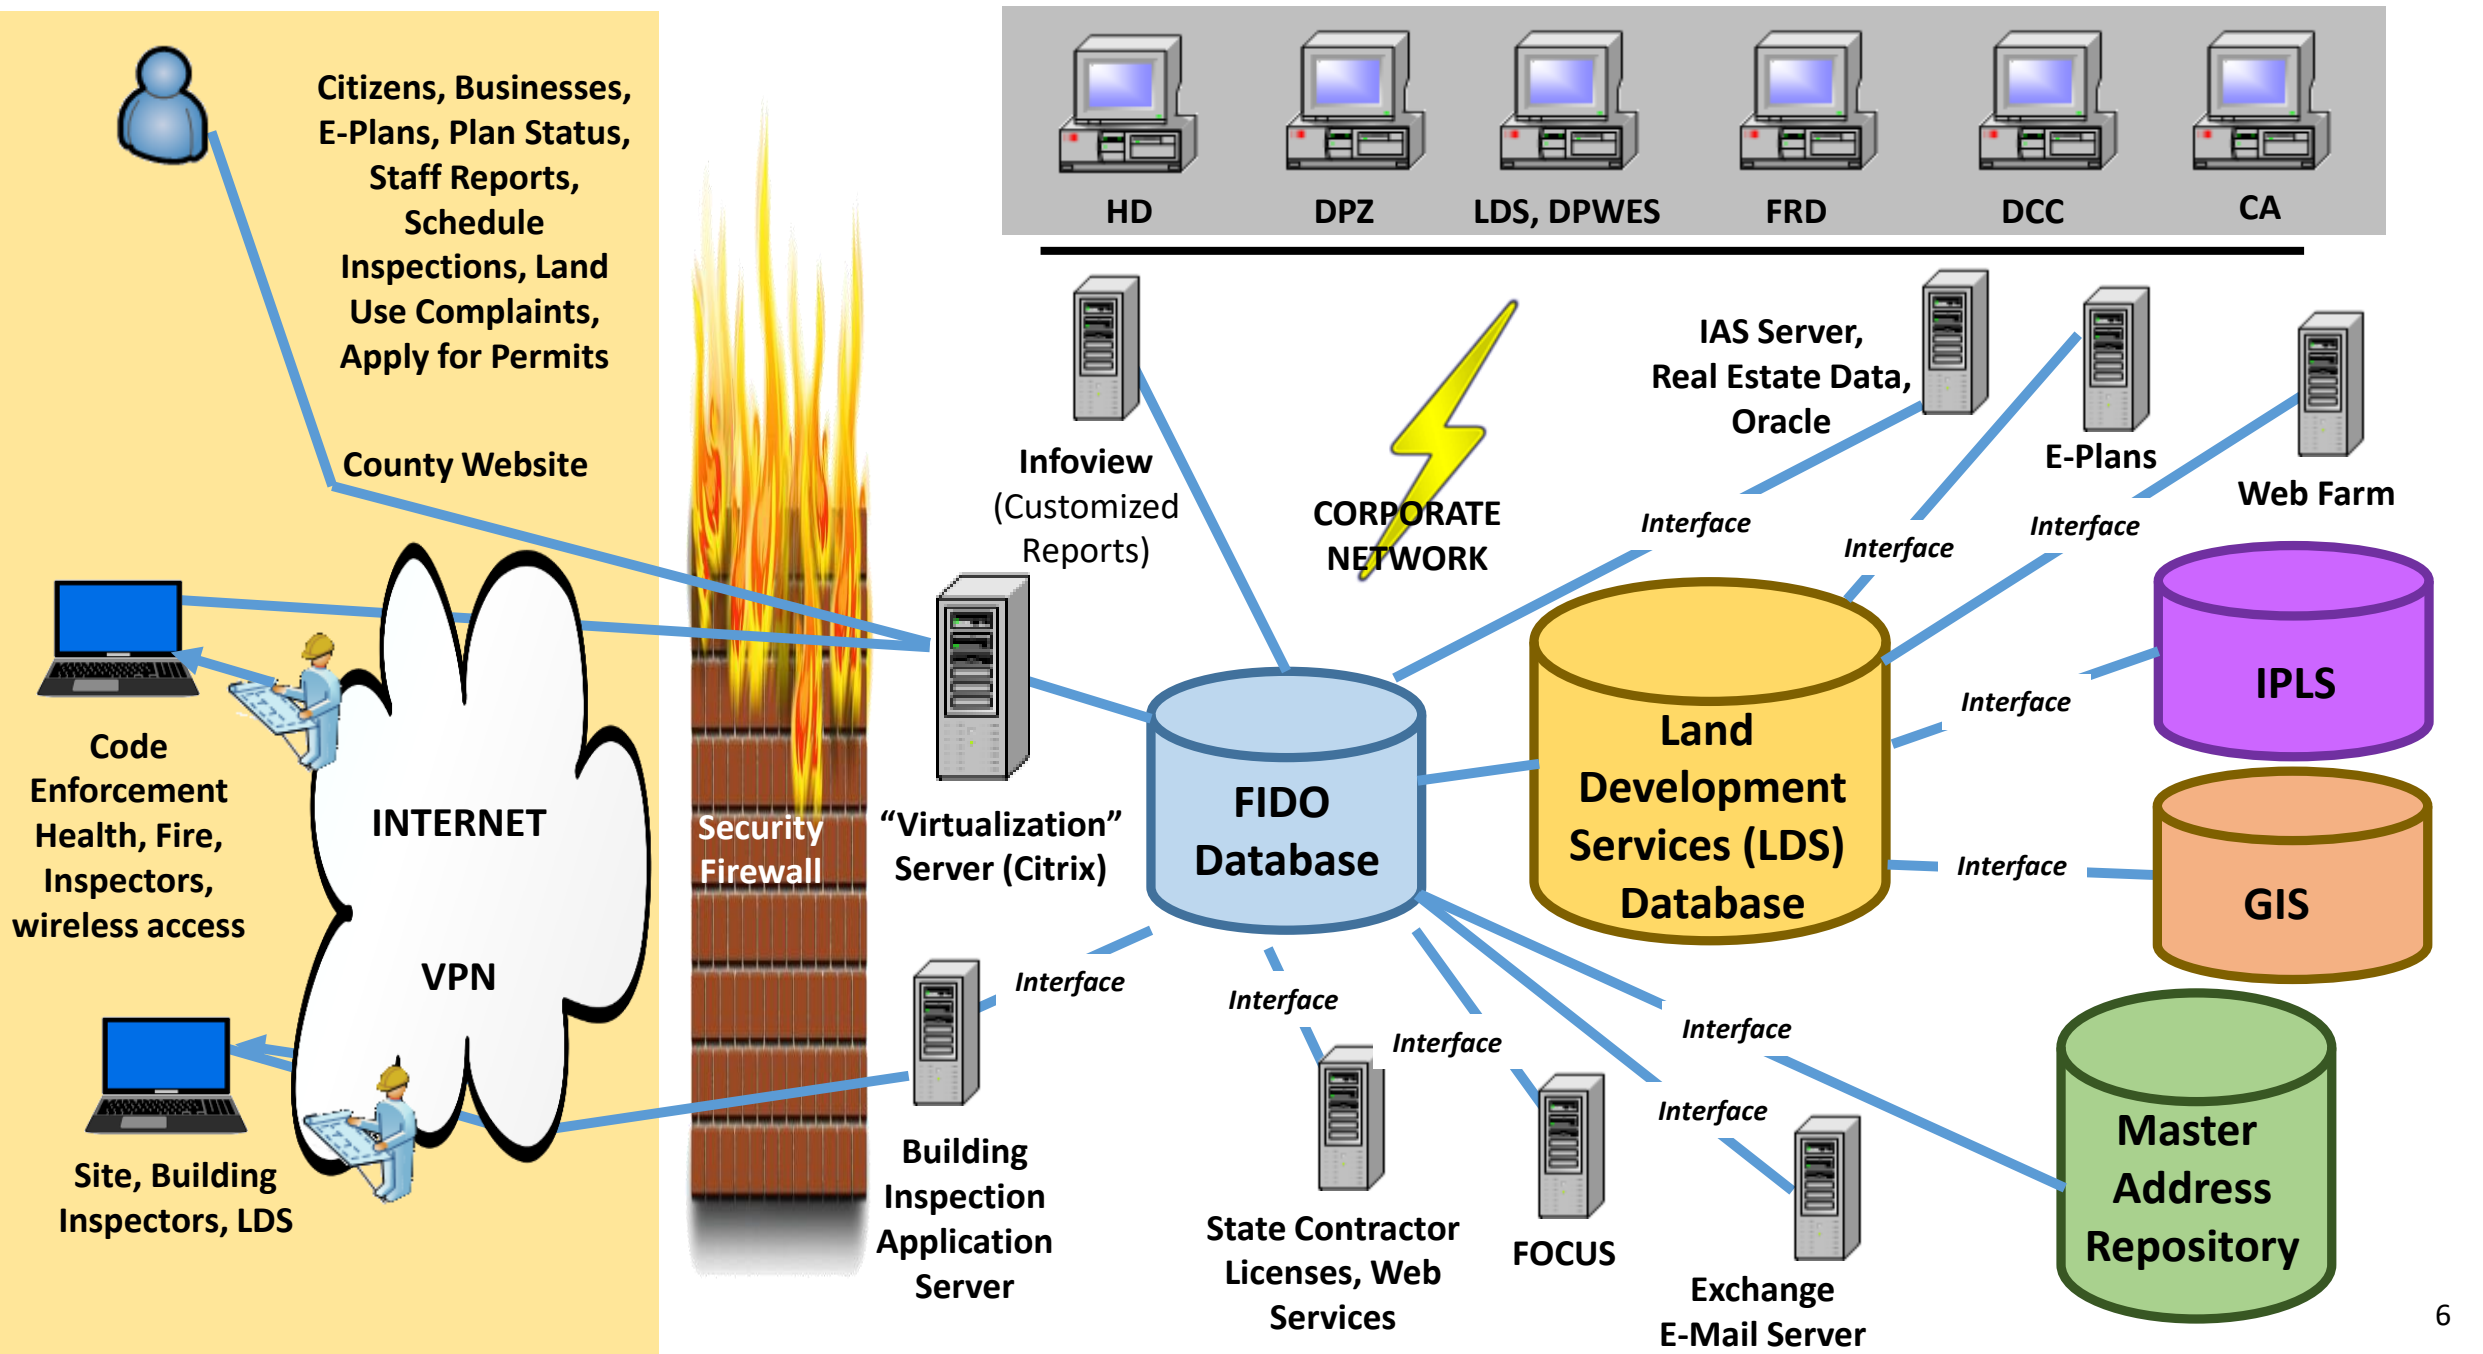 Citizens, Businesses,
E-Plans, Plan Status,
Staff Reports,
Schedule
Inspections, Land
Use Complaints,
Apply for Permits
County Website
Code
Enforcement
Health, Fire,
Inspectors,
wireless access
INTERNET
VPN
Site, Building
Inspectors, LDS
Security
Firewall
HD
DPZ
LDS, DPWES
FRD
DCC
CA
Infoview
(Customized
Reports)
CORPORATE
NETWORK
IAS Server,
Real Estate Data,
Oracle
E-Plans
Web Farm
Interface
Interface
Interface
"Virtualization"
Server (Citrix)
FIDO
Database
Land
Development
Services (LDS)
Database
Interface
IPLS
Interface
GIS
Interface
Interface
Interface
Interface
Interface
Building
Inspection
Application
Server
State Contractor
Licenses, Web
Services
FOCUS
Exchange
E-Mail Server
Master
Address
Repository
6